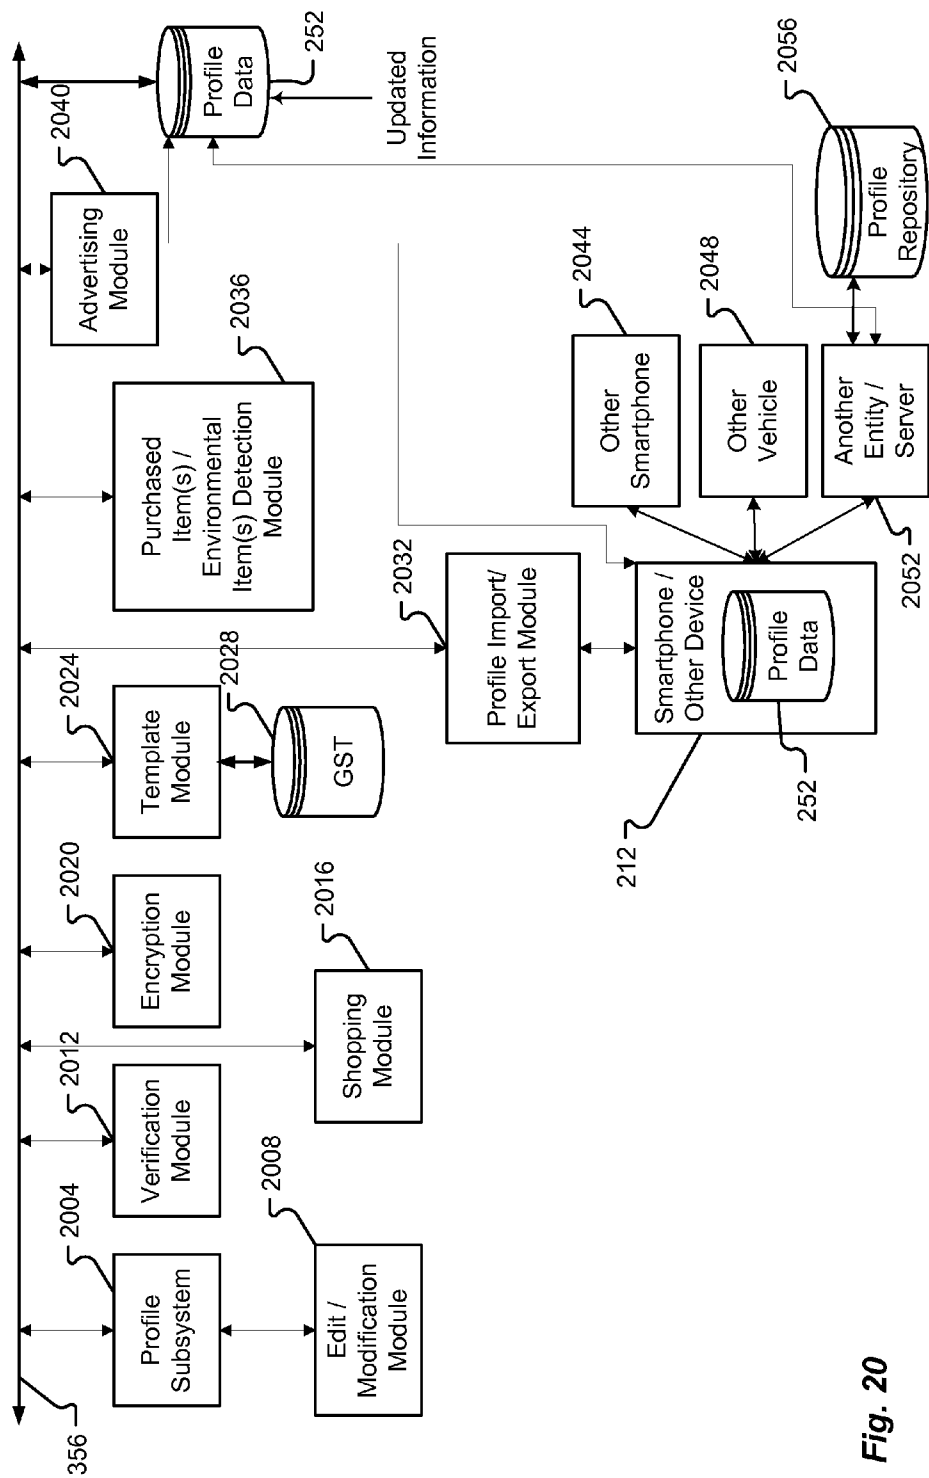 356
Profile
Subsystem
2004
Edit /
Modification
Module
2008
Verification
Module
2012
Shopping
Module
2016
Encryption
Module
2020
Template
Module
2024
GST
2028
Profile Import/
Export Module
2032
Purchased
Item(s) /
Environmental
Item(s) Detection
Module
2036
Advertising
Module
2040
Profile
Data
252
Updated
Information
Smartphone /
Other Device
Profile
Data
252
212
Other
Smartphone
2044
Other
Vehicle
2048
Another
Entity /
Server
2052
Profile
Repository
2056
Fig. 20